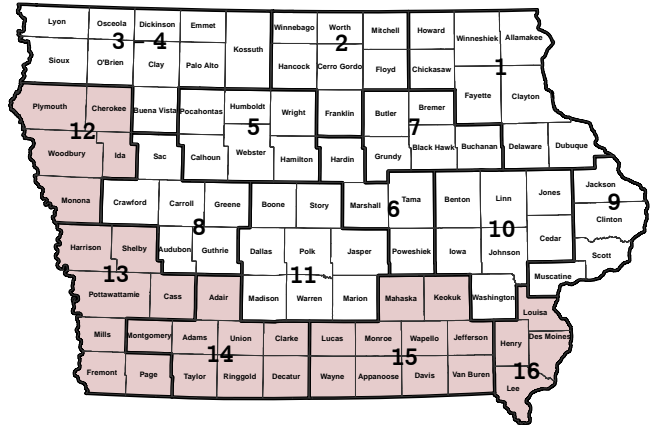 Lyon Osceola Dickinson Emmet Winnebago Worth Mitchell Howard Winneshiek Allamakee
3 4 Kossuth 2 1
Sioux O'Brien Clay Palo Alto Hancock Cerro Gordo Floyd Chickasaw
Fayette Clayton
Plymouth Cherokee Buena Vista Pocahontas Humboldt Wright Franklin Butler Bremer
12 5 7
Woodbury Ida Sac Calhoun Webster Hamilton Hardin Grundy Black Hawk Buchanan Delaware Dubuque
Monona Crawford Carroll Greene Boone Story Marshall Tama Benton Linn Jones Jackson
8 6 10 9
Clinton
Harrison Shelby Audubon Guthrie Dallas Polk Jasper Poweshiek Iowa Johnson Cedar Scott
13 11
Pottawattamie Cass Adair Madison Warren Marion Mahaska Keokuk Washington Muscatine
Louisa
Mills Montgomery Adams Union Clarke Lucas Monroe Wapello Jefferson Henry Des Moines
14 15 16
Fremont Page Taylor Ringgold Decatur Wayne Appanoose Davis Van Buren Lee